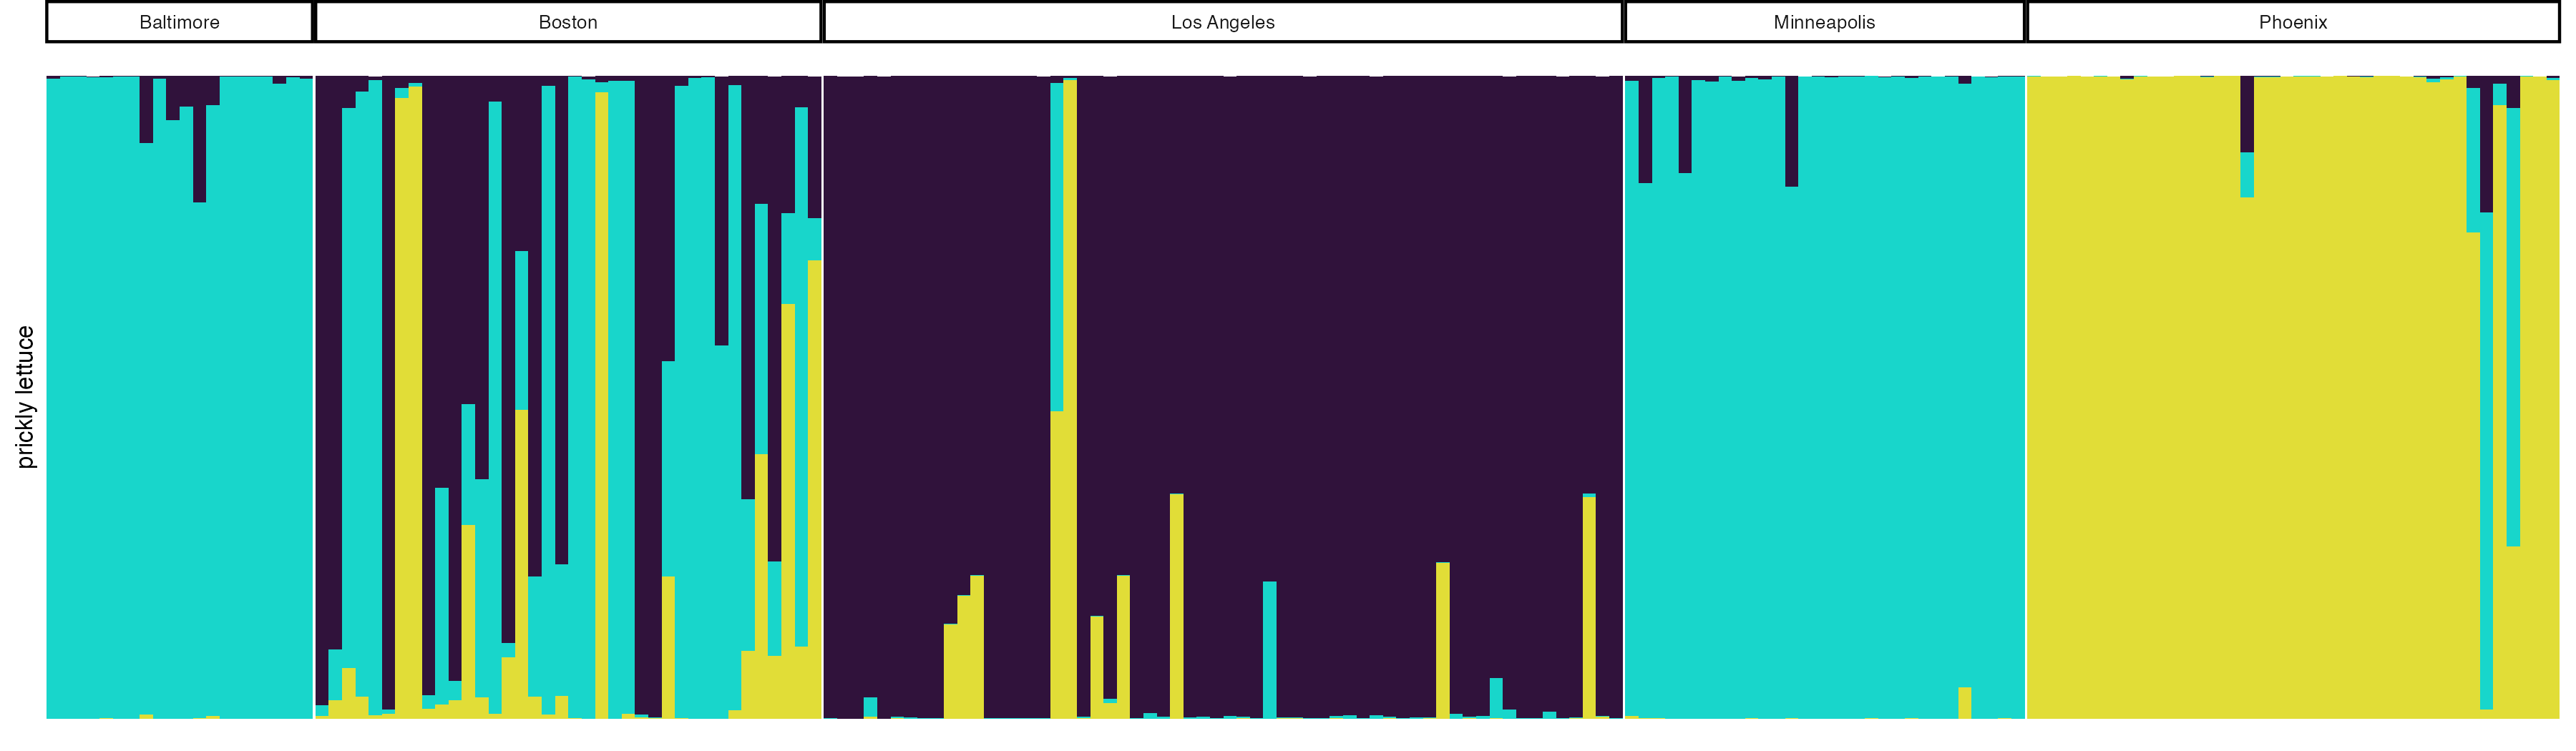 Baltimore
Boston
Los Angeles
Minneapolis
Phoenix
prickly lettuce